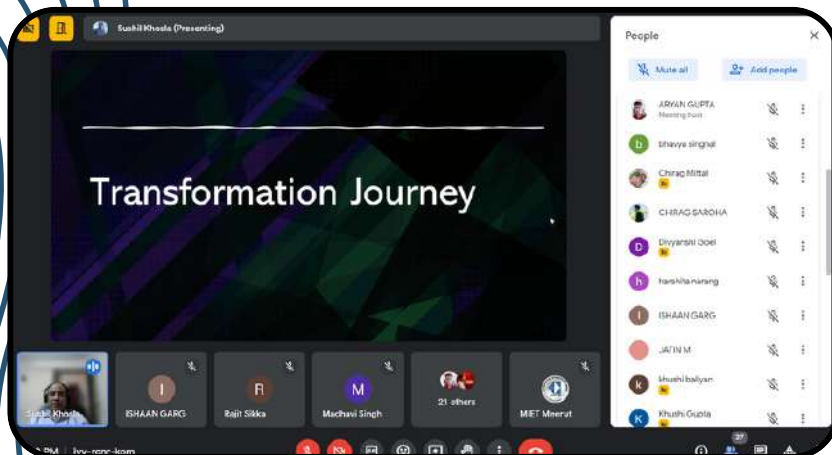 Sushil Khosla (Presenting)
Transformation Journey
Sushil Khosla
I
ISHAAN GARG
R
Rajit Sikka
M
Madhavi Singh
21 others
MIET Meerut
PM
People
Mute all
Add people
ARYAN GUPTA
Meeting host
b
bhavya singhal
Chirag Mittal
CHIRAG SAROHA
D
Divyanshi Goel
h
harshita narang
I
ISHAAN GARG
JATIN M
k
khushi baliyan
K
Khushi Gupta
27